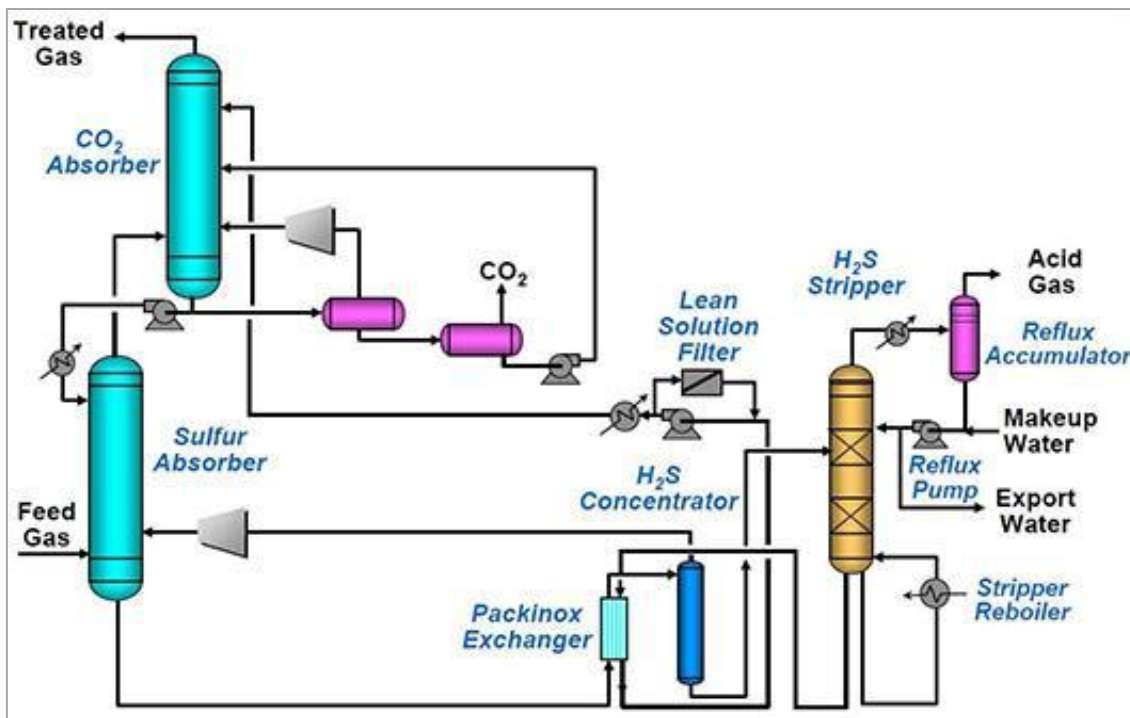 Treated
Gas
CO₂
Absorber
CO₂
Lean
Solution
Filter
H₂S
Stripper
Acid
Gas
Reflux
Accumulator
Sulfur
Absorber
Makeup
Water
Reflux
Pump
H₂S
Concentrator
Feed
Gas
Export
Water
Packinox
Exchanger
Stripper
Reboiler